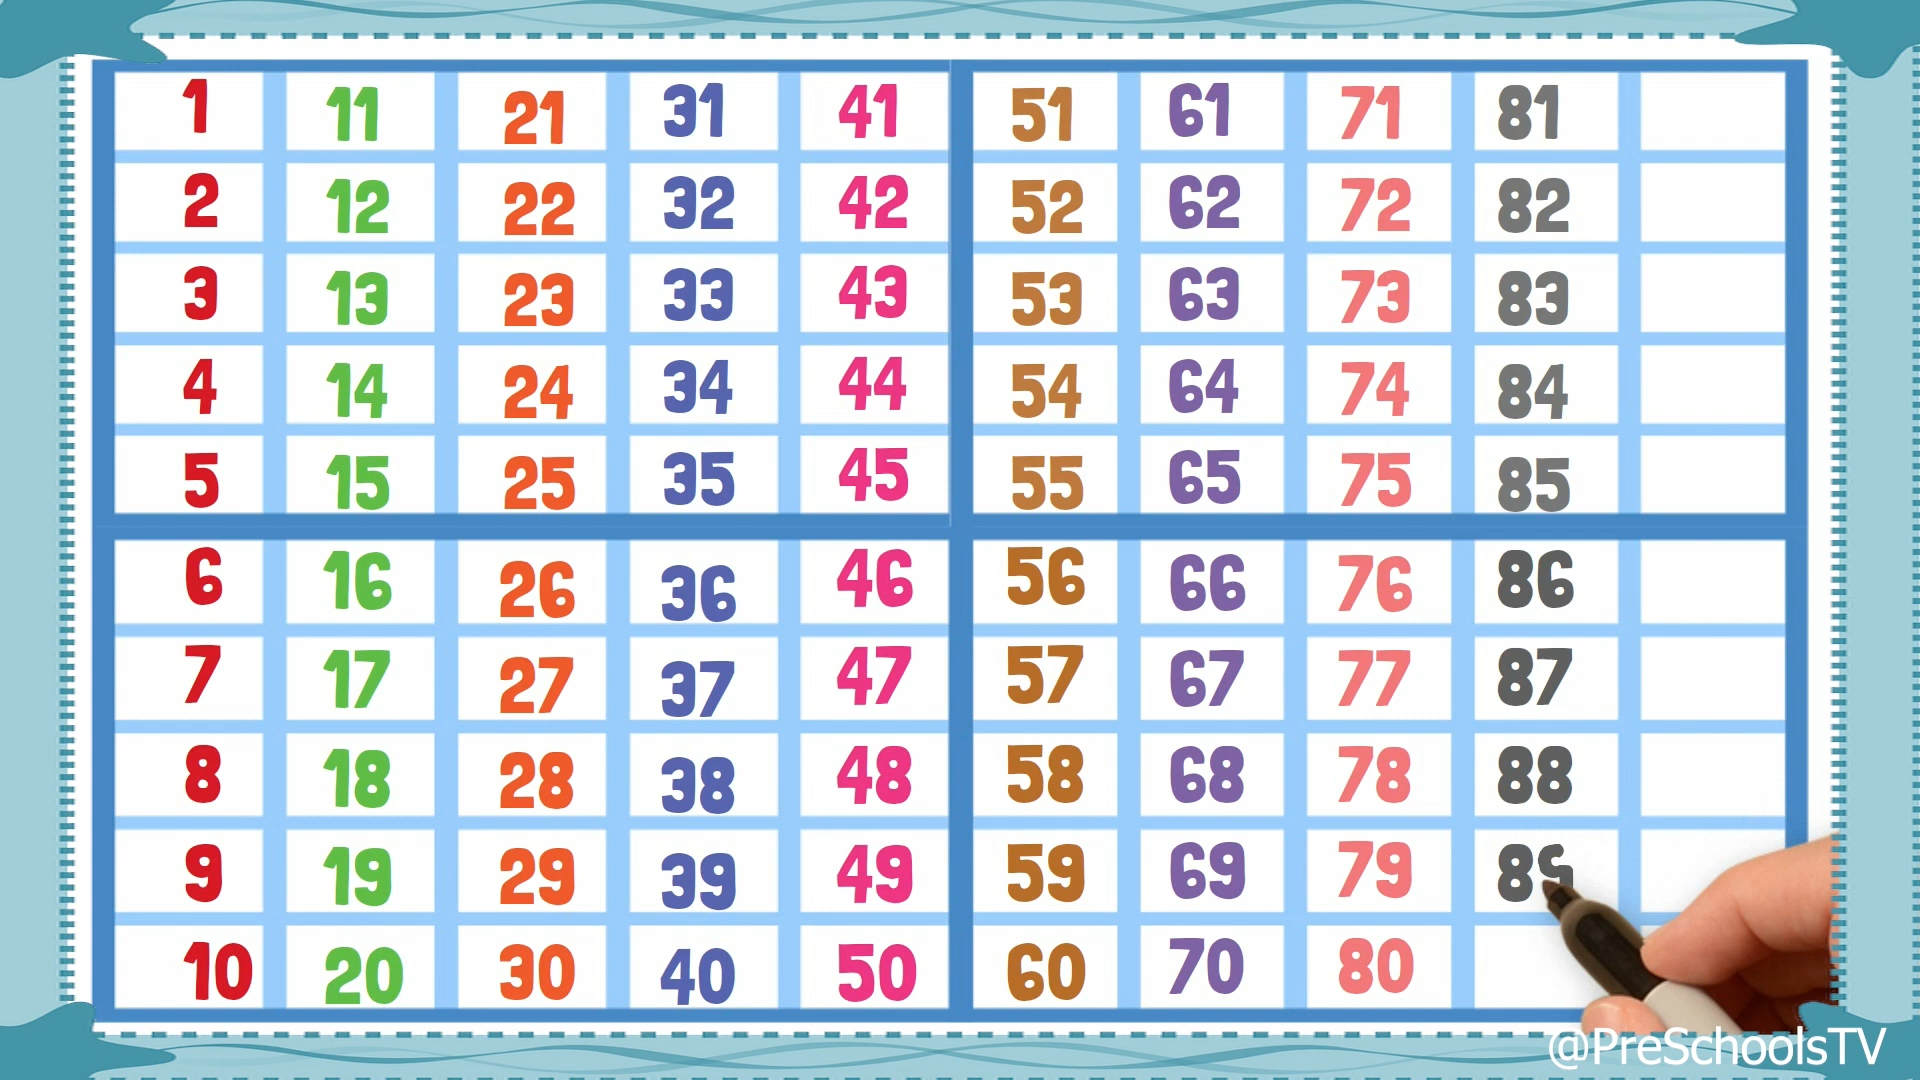 1 11 21 31 41 51 61 71 81
2 12 22 32 42 52 62 72 82
3 13 23 33 43 53 63 73 83
4 14 24 34 44 54 64 74 84
5 15 25 35 45 55 65 75 85
6 16 26 36 46 56 66 76 86
7 17 27 37 47 57 67 77 87
8 18 28 38 48 58 68 78 88
9 19 29 39 49 59 69 79 89
10 20 30 40 50 60 70 80
@PreSchoolsTV